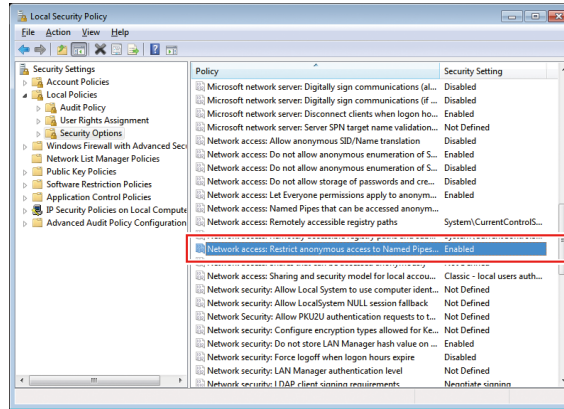 Local Security Policy
File Action View Help
Security Settings
Account Policies
Local Policies
Audit Policy
User Rights Assignment
Security Options
Windows Firewall with Advanced Secu
Network List Manager Policies
Public Key Policies
Software Restriction Policies
Application Control Policies
IP Security Policies on Local Compute
Advanced Audit Policy Configuration
Policy Security Setting
Microsoft network server: Digitally sign communications (al... Disabled
Microsoft network server: Digitally sign communications (if ... Disabled
Microsoft network server: Disconnect clients when logon ho... Enabled
Microsoft network server: Server SPN target name validation... Not Defined
Network access: Allow anonymous SID/Name translation Disabled
Network access: Do not allow anonymous enumeration of S... Enabled
Network access: Do not allow anonymous enumeration of S... Disabled
Network access: Do not allow storage of passwords and cre... Disabled
Network access: Let Everyone permissions apply to anonym... Enabled
Network access: Named Pipes that can be accessed anonym...
Network access: Remotely accessible registry paths System\CurrentControlS...
Network access: Restrict anonymous access to Named Pipes... Enabled
Network access: Sharing and security model for local accou... Classic - local users auth...
Network security: Allow Local System to use computer ident... Not Defined
Network security: Allow LocalSystem NULL session fallback Not Defined
Network Security: Allow PKU2U authentication requests to t... Not Defined
Network security: Configure encryption types allowed for Ke... Not Defined
Network security: Do not store LAN Manager hash value on ... Enabled
Network security: Force logoff when logon hours expire Disabled
Network security: LAN Manager authentication level Not Defined
Network security: LDAP client signing requirements Negotiate signing